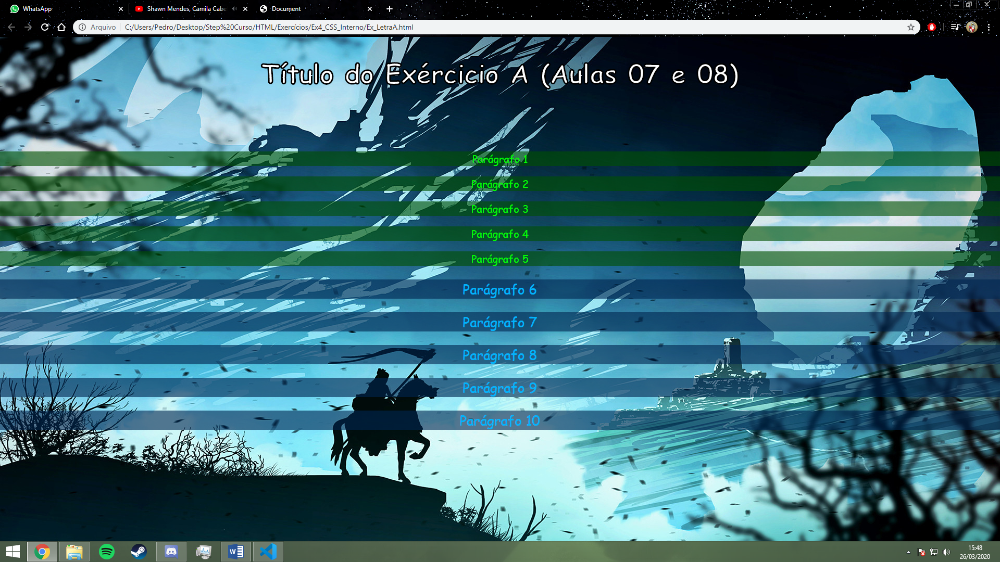 WhatsApp
Shawn Mendes, Camila Cabe
Document
Arquivo
C:/Users/Pedro/Desktop/Step%20Curso/HTML/Exercícios/Ex4_CSS_Interno/Ex_LetraA.html
Título do Exércicio A (Aulas 07 e 08)
Parágrafo 1
Parágrafo 2
Parágrafo 3
Parágrafo 4
Parágrafo 5
Parágrafo 6
Parágrafo 7
Parágrafo 8
Parágrafo 9
Parágrafo 10
15:48
26/03/2020